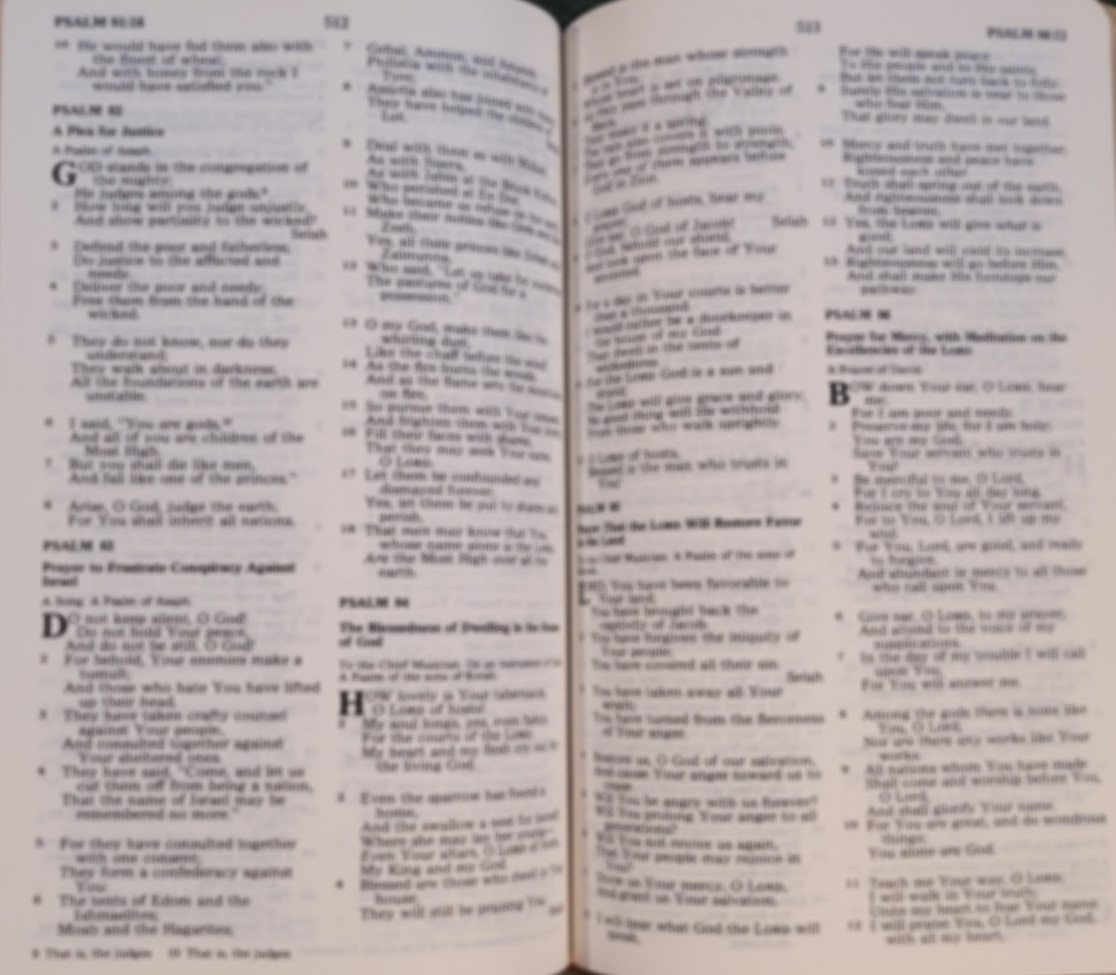 PSALM 81:16
512
16 He would have fed them also with
the finest of wheat;
And with honey from the rock I
would have satisfied you."
PSALM 82
A Plea for Justice
A Psalm of Asaph.
GOD stands in the congregation of
the mighty;
He judges among the gods.
2 How long will you judge unjustly,
And show partiality to the wicked?
Selah
3 Defend the poor and fatherless;
Do justice to the afflicted and
needy.
4 Deliver the poor and needy;
Free them from the hand of the
wicked.
5 They do not know, nor do they
understand;
They walk about in darkness;
All the foundations of the earth are
unstable.
6 I said, "You are gods,
And all of you are children of the
Most High.
7 But you shall die like men,
And fall like one of the princes."
8 Arise, O God, judge the earth;
For You shall inherit all nations.
PSALM 83
Prayer to Frustrate Conspiracy Against
Israel
A Song. A Psalm of Asaph.
DO not keep silent, O God!
Do not hold Your peace,
And do not be still, O God!
2 For behold, Your enemies make a
tumult;
And those who hate You have lifted
up their head.
3 They have taken crafty counsel
against Your people,
And consulted together against
Your sheltered ones.
4 They have said, "Come, and let us
cut them off from being a nation,
That the name of Israel may be
remembered no more."
5 For they have consulted together
with one consent;
They form a confederacy against
You:
6 The tents of Edom and the
Ishmaelites;
Moab and the Hagarites;
7 Gebal, Ammon, and Amalek;
Philistia with the inhabitants of
Tyre;
8 Assyria also has joined with them;
They have helped the children of
Lot.
9 Deal with them as with
As with Sisera,
As with Jabin at the Brook
10 Who perished at En Dor,
Who became as refuse on the
11 Make their nobles like
Zeeb,
Yes, all their princes like
Zalmunna,
12 Who said, "Let us take for
The pastures of God for a
possession."
13 O my God, make them like the
whirling dust,
Like the chaff before the wind!
14 As the fire burns the woods,
And as the flame sets the
on fire,
15 So pursue them with Your
And frighten them with Your
16 Fill their faces with shame,
That they may seek Your name,
O LORD.
17 Let them be confounded and
dismayed forever;
Yes, let them be put to shame and
perish,
18 That men may know that You,
whose name alone is the LORD,
Are the Most High over all the
earth.
PSALM 84
The Blessedness of Dwelling in the House
of God
To the Chief Musician. On an instrument of
A Psalm of the sons of Korah.
HOW lovely is Your tabernacle,
O LORD of hosts!
2 My soul longs, yes, even faints
For the courts of the LORD;
My heart and my flesh cry out for
the living God.
3 Even the sparrow has found a
home,
And the swallow a nest for herself,
Where she may lay her young—
Even Your altars, O LORD of hosts,
My King and my God.
4 Blessed are those who dwell in Your
house;
They will still be praising You.
9 That is, the judges 10 That is, the judges
513
PSALM 86:12
is the man whose strength
is in You,
Whose heart is set on pilgrimage.
pass through the Valley of
make it a spring;
The rain also covers it with pools.
They go from strength to strength;
one of them appears before
God in Zion.
O LORD God of hosts, hear my
prayer;
Give ear, O God of Jacob! Selah
O God, behold our shield,
And look upon the face of Your
anointed.
For a day in Your courts is better
than a thousand.
I would rather be a doorkeeper in
the house of my God
Than dwell in the tents of
wickedness.
For the LORD God is a sun and
shield;
The LORD will give grace and glory;
No good thing will He withhold
From those who walk uprightly.
O LORD of hosts,
Blessed is the man who trusts in
You!
PSALM 85
That the LORD Will Restore Favor
to the Land
To the Chief Musician. A Psalm of the sons of
LORD, You have been favorable to
Your land;
You have brought back the
captivity of Jacob.
You have forgiven the iniquity of
Your people;
You have covered all their sin.
Selah
You have taken away all Your
wrath;
You have turned from the fierceness
of Your anger.
Restore us, O God of our salvation,
And cause Your anger toward us to
cease.
Will You be angry with us forever?
Will You prolong Your anger to all
generations?
Will You not revive us again,
That Your people may rejoice in
You?
Show us Your mercy, O LORD,
And grant us Your salvation.
I will hear what God the LORD will
speak,
For He will speak peace
To His people and to His saints;
But let them not turn back to folly.
9 Surely His salvation is near to those
who fear Him,
That glory may dwell in our land.
10 Mercy and truth have met together;
Righteousness and peace have
kissed each other.
11 Truth shall spring out of the earth,
And righteousness shall look down
from heaven.
12 Yes, the LORD will give what is
good;
And our land will yield its increase.
13 Righteousness will go before Him,
And shall make His footsteps our
pathway.
PSALM 86
Prayer for Mercy, with Meditation on the
Excellencies of the LORD
A Prayer of David.
BOW down Your ear, O LORD, hear
me;
For I am poor and needy.
2 Preserve my life, for I am holy;
You are my God;
Save Your servant who trusts in
You!
3 Be merciful to me, O Lord,
For I cry to You all day long.
4 Rejoice the soul of Your servant,
For to You, O Lord, I lift up my
soul.
5 For You, Lord, are good, and ready
to forgive,
And abundant in mercy to all those
who call upon You.
6 Give ear, O LORD, to my prayer;
And attend to the voice of my
supplications.
7 In the day of my trouble I will call
upon You,
For You will answer me.
8 Among the gods there is none like
You, O Lord;
Nor are there any works like Your
works.
9 All nations whom You have made
Shall come and worship before You,
O Lord,
And shall glorify Your name.
10 For You are great, and do wondrous
things;
You alone are God.
11 Teach me Your way, O LORD;
I will walk in Your truth;
Unite my heart to fear Your name.
12 I will praise You, O Lord my God,
with all my heart,